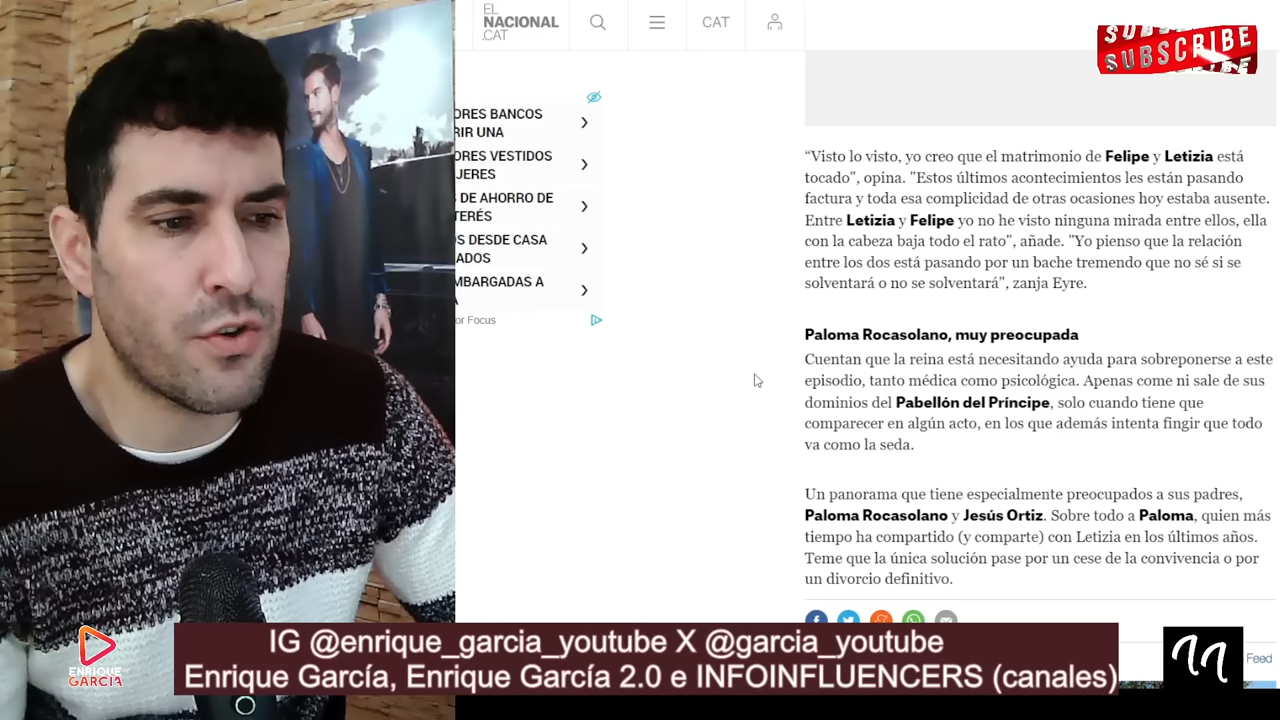 EL
NACIONAL
.CAT
CAT
SUBSCRIBE
ORES BANCOS
RIR UNA
ORES VESTIDOS
UJERES
S DE AHORRO DE
TERÉS
OS DESDE CASA
ADOS
MBARGADAS A
or Focus
“Visto lo visto, yo creo que el matrimonio de Felipe y Letizia está
tocado", opina. "Estos últimos acontecimientos les están pasando
factura y toda esa complicidad de otras ocasiones hoy estaba ausente.
Entre Letizia y Felipe yo no he visto ninguna mirada entre ellos, ella
con la cabeza baja todo el rato", añade. "Yo pienso que la relación
entre los dos está pasando por un bache tremendo que no sé si se
solventará o no se solventará", zanja Eyre.
Paloma Rocasolano, muy preocupada
Cuentan que la reina está necesitando ayuda para sobreponerse a este
episodio, tanto médica como psicológica. Apenas come ni sale de sus
dominios del Pabellón del Príncipe, solo cuando tiene que
comparecer en algún acto, en los que además intenta fingir que todo
va como la seda.
Un panorama que tiene especialmente preocupados a sus padres,
Paloma Rocasolano y Jesús Ortiz. Sobre todo a Paloma, quien más
tiempo ha compartido (y comparte) con Letizia en los últimos años.
Teme que la única solución pase por un cese de la convivencia o por
un divorcio definitivo.
Feed
ENRIQUE
GARCÍA
IG @enrique_garcia_youtube X @garcia_youtube
Enrique García, Enrique García 2.0 e INFOINFLUENCERS (canales)